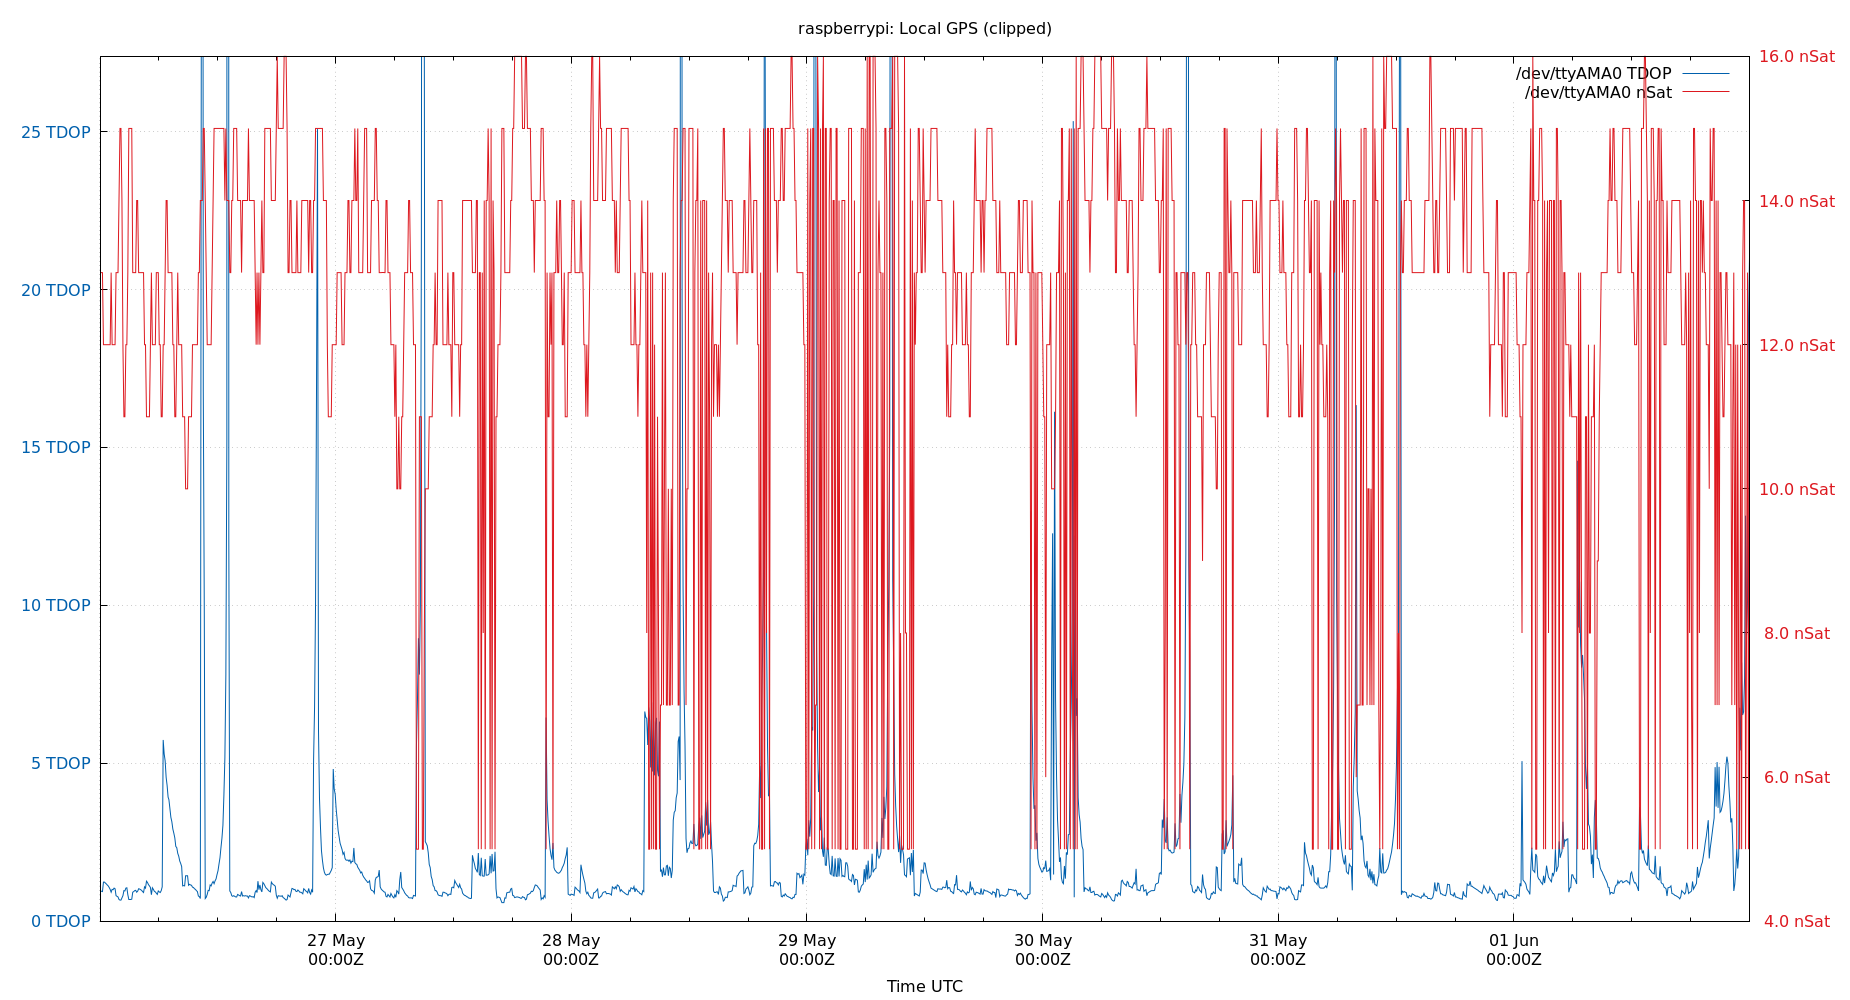 raspberrypi: Local GPS (clipped)
/dev/ttyAMA0 TDOP
/dev/ttyAMA0 nSat
25 TDOP
20 TDOP
15 TDOP
10 TDOP
5 TDOP
0 TDOP
16.0 nSat
14.0 nSat
12.0 nSat
10.0 nSat
8.0 nSat
6.0 nSat
4.0 nSat
27 May
00:00Z
28 May
00:00Z
29 May
00:00Z
30 May
00:00Z
31 May
00:00Z
01 Jun
00:00Z
Time UTC